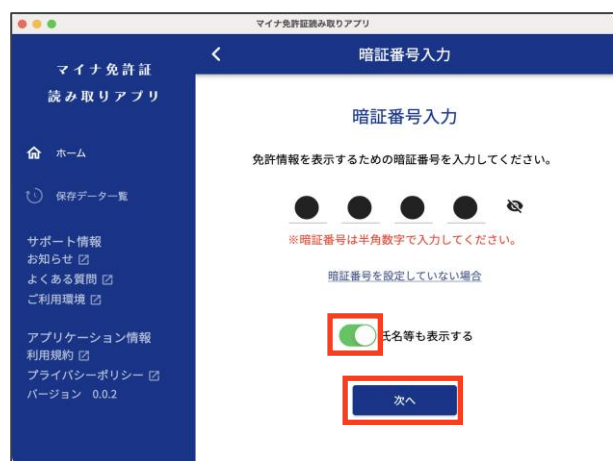 マイナ免許証読み取りアプリ
マイナ免許証
読み取りアプリ
ホーム
保存データ一覧
サポート情報
お知らせ
よくある質問
ご利用環境
アプリケーション情報
利用規約
プライバシーポリシー
バージョン 0.0.2
暗証番号入力
暗証番号入力
免許情報を表示するための暗証番号を入力してください。
※暗証番号は半角数字で入力してください。
暗証番号を設定していない場合
氏名等も表示する
次へ